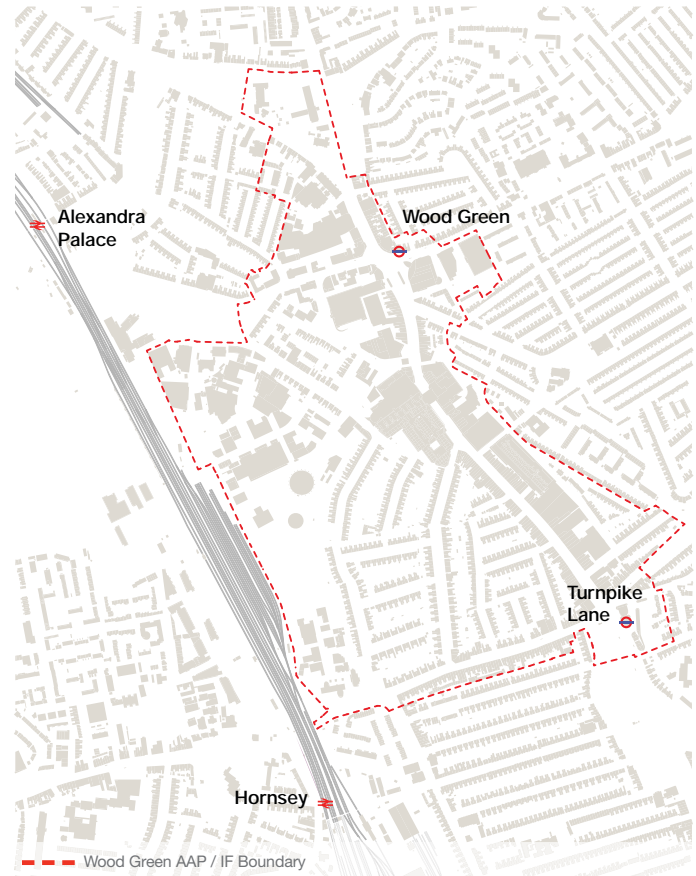 Alexandra
Palace
Wood Green
Turnpike
Lane
Hornsey
Wood Green AAP / IF Boundary